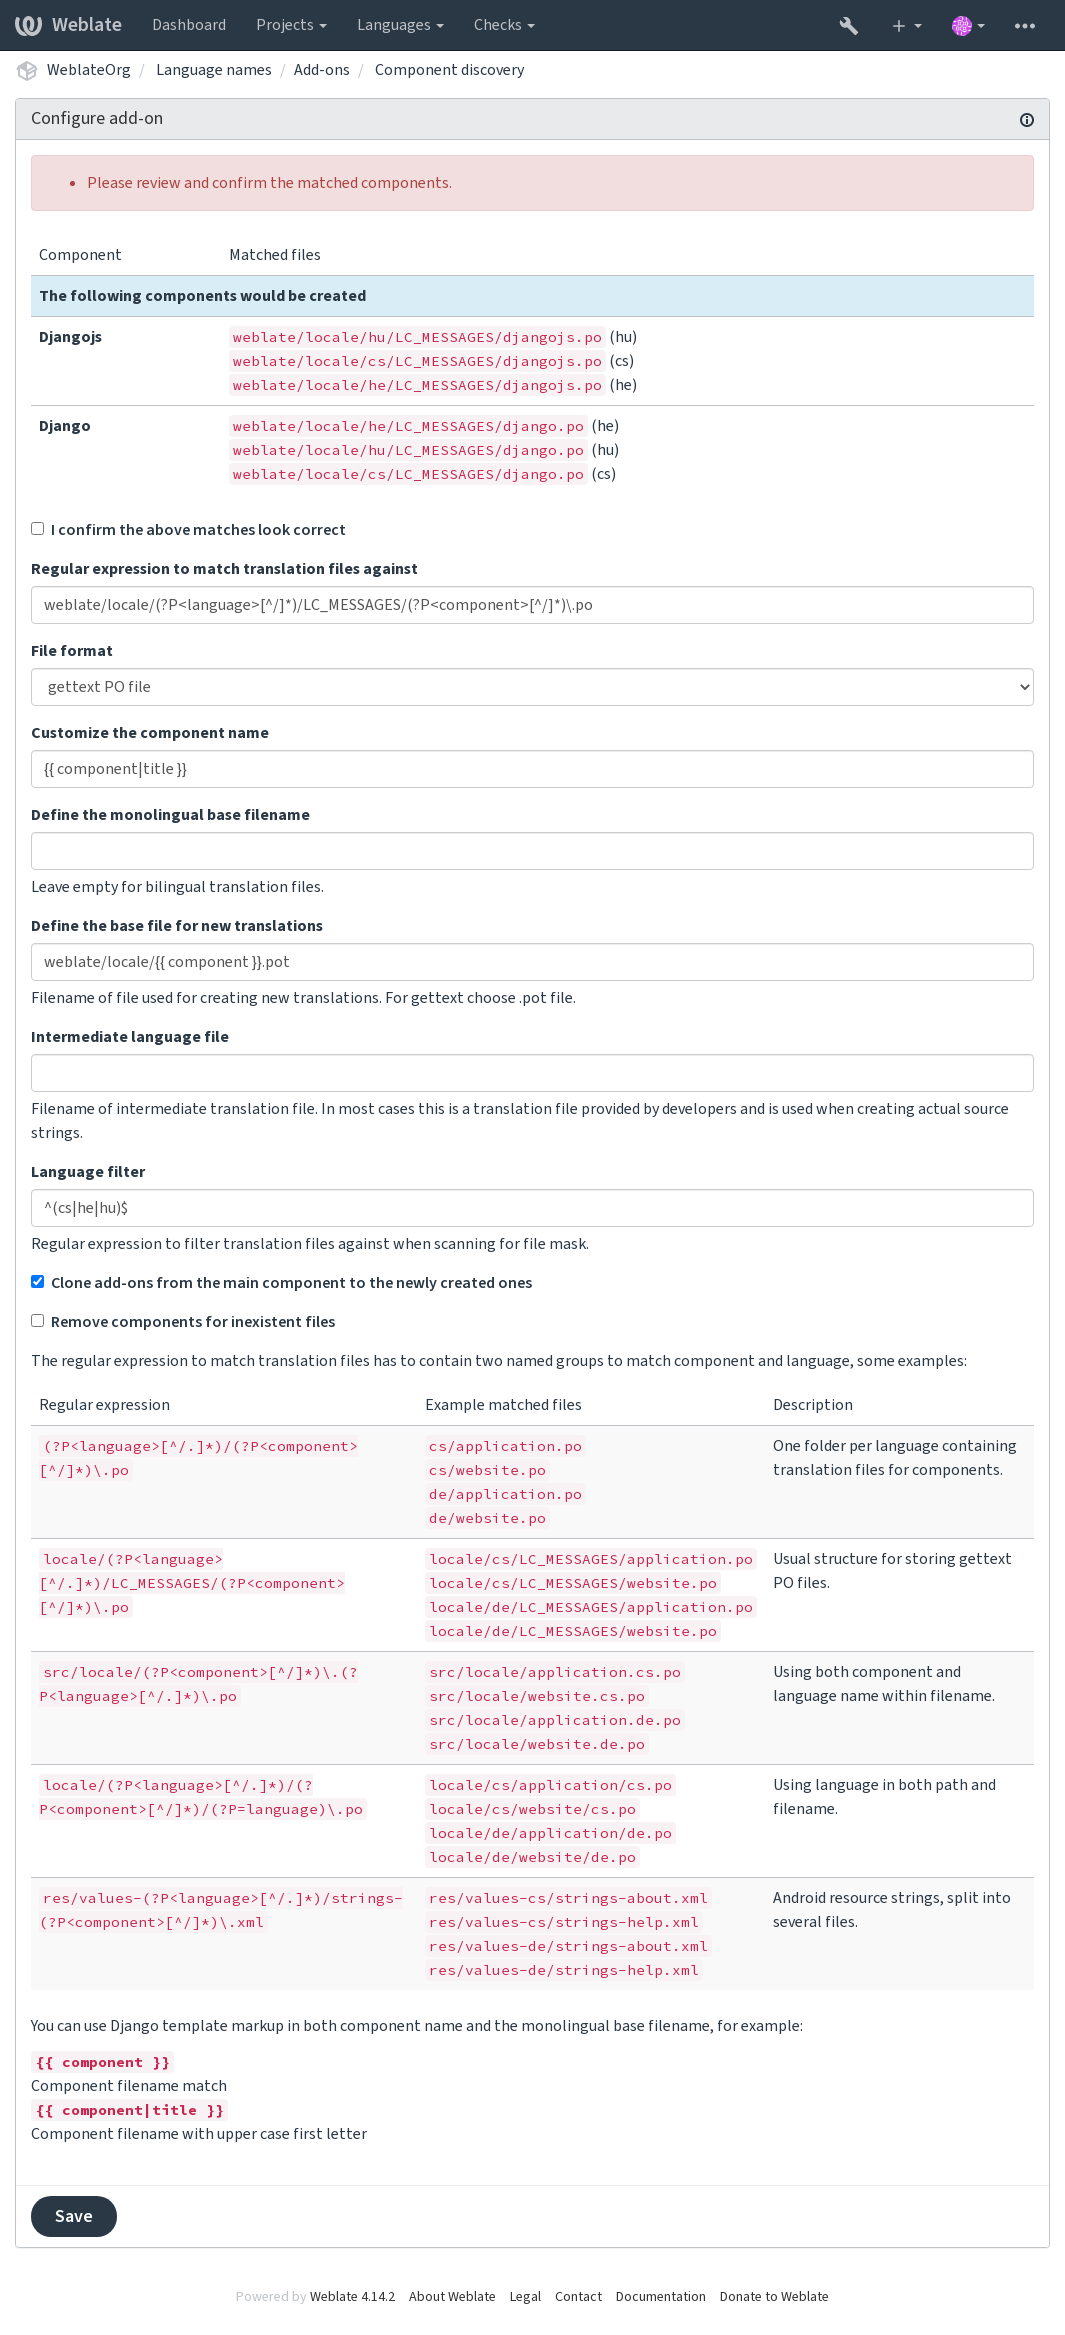 Weblate Dashboard Projects Languages Checks
WeblateOrg / Language names / Add-ons / Component discovery
Configure add-on
Please review and confirm the matched components.
Component Matched files
The following components would be created
Djangojs weblate/locale/hu/LC_MESSAGES/djangojs.po (hu)
weblate/locale/cs/LC_MESSAGES/djangojs.po (cs)
weblate/locale/he/LC_MESSAGES/djangojs.po (he)
Django weblate/locale/he/LC_MESSAGES/django.po (he)
weblate/locale/hu/LC_MESSAGES/django.po (hu)
weblate/locale/cs/LC_MESSAGES/django.po (cs)
I confirm the above matches look correct
Regular expression to match translation files against
weblate/locale/(?P<language>[^/]*)/LC_MESSAGES/(?P<component>[^/]*)\.po
File format
gettext PO file
Customize the component name
{{ component|title }}
Define the monolingual base filename
Leave empty for bilingual translation files.
Define the base file for new translations
weblate/locale/{{ component }}.pot
Filename of file used for creating new translations. For gettext choose .pot file.
Intermediate language file
Filename of intermediate translation file. In most cases this is a translation file provided by developers and is used when creating actual source
strings.
Language filter
^(cs|he|hu)$
Regular expression to filter translation files against when scanning for file mask.
Clone add-ons from the main component to the newly created ones
Remove components for inexistent files
The regular expression to match translation files has to contain two named groups to match component and language, some examples:
Regular expression Example matched files Description
(?P<language>[^/.]*)/(?P<component> cs/application.po One folder per language containing
[^/]*)\.po cs/website.po translation files for components.
de/application.po
de/website.po
locale/(?P<language> locale/cs/LC_MESSAGES/application.po Usual structure for storing gettext
[^/.]*)/LC_MESSAGES/(?P<component> locale/cs/LC_MESSAGES/website.po PO files.
[^/]*)\.po locale/de/LC_MESSAGES/application.po
locale/de/LC_MESSAGES/website.po
src/locale/(?P<component>[^/]*)\.(? src/locale/application.cs.po Using both component and
P<language>[^/.]*)\.po src/locale/website.cs.po language name within filename.
src/locale/application.de.po
src/locale/website.de.po
locale/(?P<language>[^/.]*)/(? locale/cs/application/cs.po Using language in both path and
P<component>[^/]*)/(?P=language)\.po locale/cs/website/cs.po filename.
locale/de/application/de.po
locale/de/website/de.po
res/values-(?P<language>[^/.]*)/strings- res/values-cs/strings-about.xml Android resource strings, split into
(?P<component>[^/]*)\.xml res/values-cs/strings-help.xml several files.
res/values-de/strings-about.xml
res/values-de/strings-help.xml
You can use Django template markup in both component name and the monolingual base filename, for example:
{{ component }}
Component filename match
{{ component|title }}
Component filename with upper case first letter
Save
Powered by Weblate 4.14.2 About Weblate Legal Contact Documentation Donate to Weblate